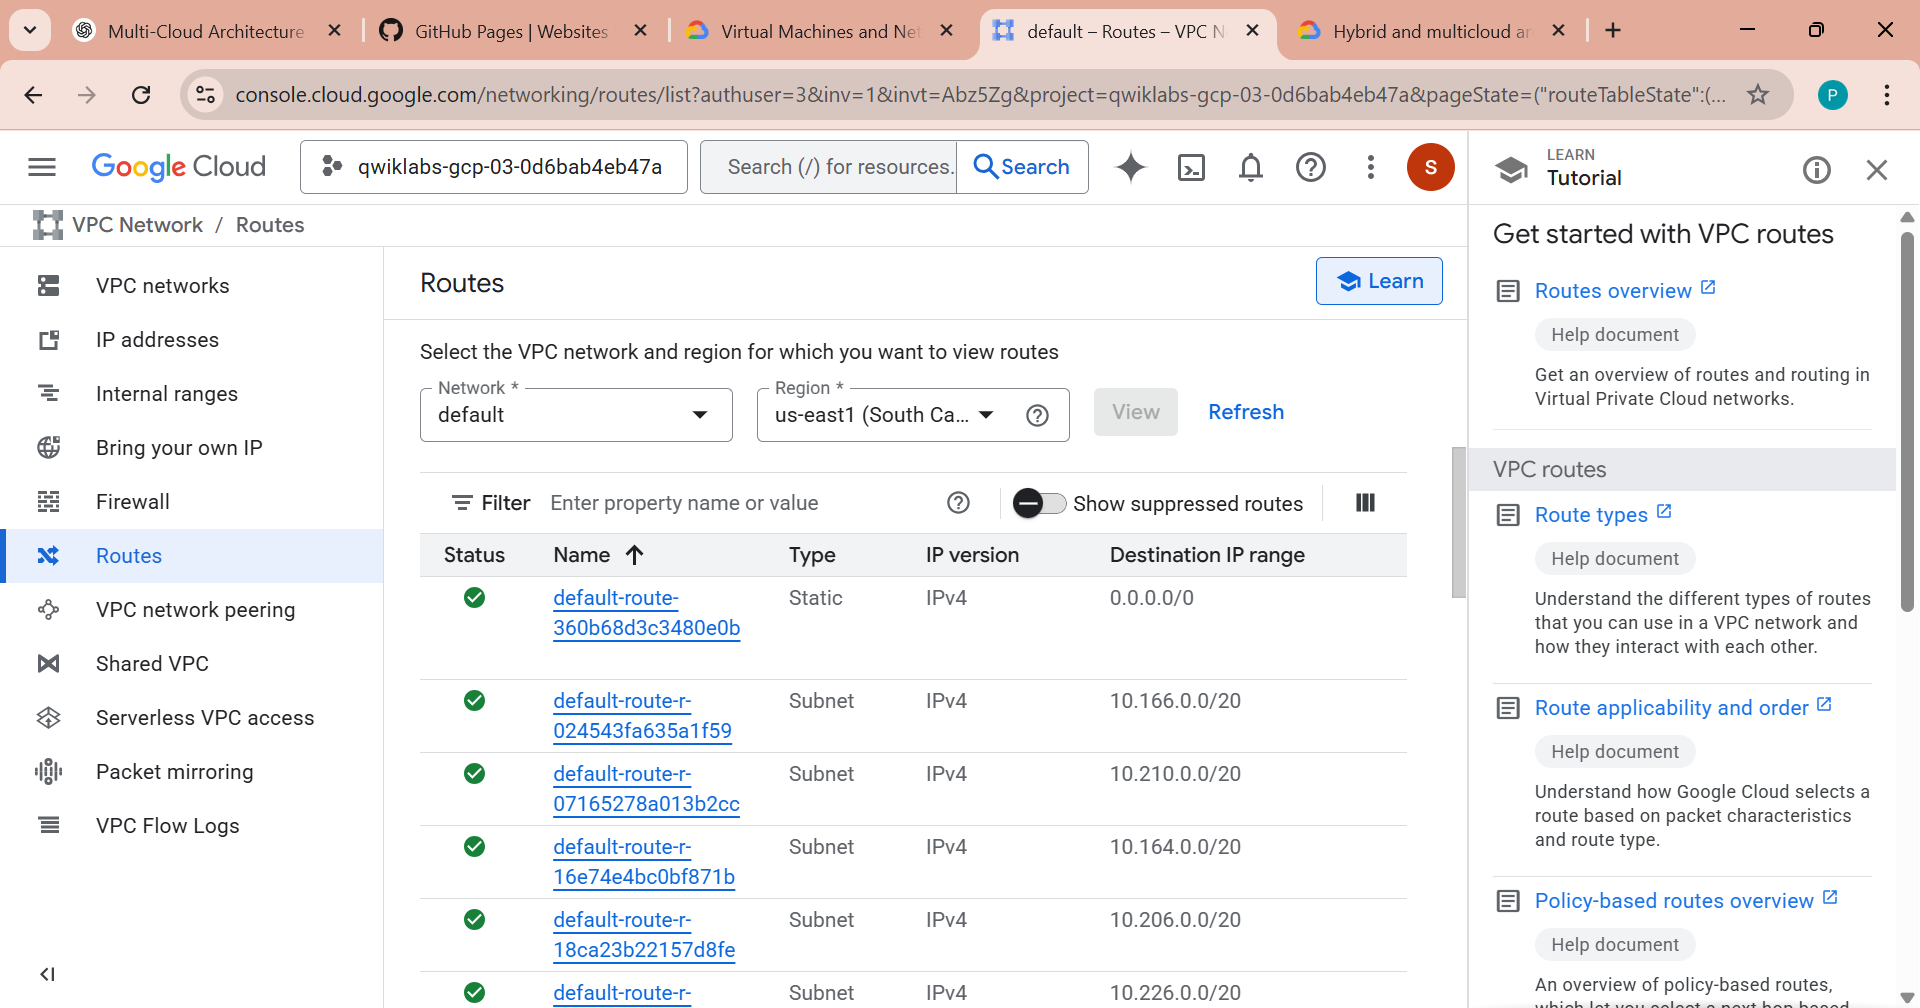 Multi-Cloud Architecture
GitHub Pages | Websites
Virtual Machines and Net
default – Routes – VPC N
Hybrid and multicloud ar
console.cloud.google.com/networking/routes/list?authuser=3&inv=1&invt=Abz5Zg&project=qwiklabs-gcp-03-0d6bab4eb47a&pageState=("routeTableState":(...
P
Google Cloud
qwiklabs-gcp-03-0d6bab4eb47a
Search (/) for resources.
Search
S
LEARN
Tutorial
VPC Network / Routes
VPC networks
IP addresses
Internal ranges
Bring your own IP
Firewall
Routes
VPC network peering
Shared VPC
Serverless VPC access
Packet mirroring
VPC Flow Logs
Routes
Learn
Select the VPC network and region for which you want to view routes
Network *
default
Region *
us-east1 (South Ca...
View
Refresh
Filter Enter property name or value
Show suppressed routes
Status Name Type IP version Destination IP range
default-route-
360b68d3c3480e0b
Static IPv4 0.0.0.0/0
default-route-r-
024543fa635a1f59
Subnet IPv4 10.166.0.0/20
default-route-r-
07165278a013b2cc
Subnet IPv4 10.210.0.0/20
default-route-r-
16e74e4bc0bf871b
Subnet IPv4 10.164.0.0/20
default-route-r-
18ca23b22157d8fe
Subnet IPv4 10.206.0.0/20
default-route-r-
Subnet IPv4 10.226.0.0/20
Get started with VPC routes
Routes overview
Help document
Get an overview of routes and routing in
Virtual Private Cloud networks.
VPC routes
Route types
Help document
Understand the different types of routes
that you can use in a VPC network and
how they interact with each other.
Route applicability and order
Help document
Understand how Google Cloud selects a
route based on packet characteristics
and route type.
Policy-based routes overview
Help document
An overview of policy-based routes,
which let you select a next hop based